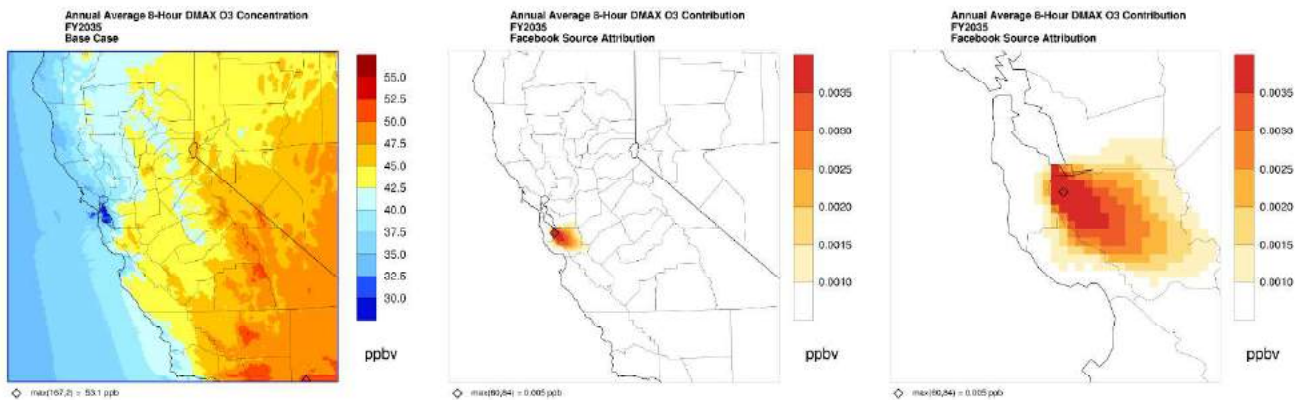 Annual Average 8-Hour DMAX O3 Concentration
FY2035
Base Case
55.0
52.5
50.0
47.5
45.0
42.5
40.0
37.5
35.0
32.5
30.0
ppbv
max(167,2) = 53.1 ppb
Annual Average 8-Hour DMAX O3 Contribution
FY2035
Facebook Source Attribution
0.0035
0.0030
0.0025
0.0020
0.0015
0.0010
ppbv
max(60,84) = 0.005 ppb
Annual Average 8-Hour DMAX O3 Contribution
FY2035
Facebook Source Attribution
0.0035
0.0030
0.0025
0.0020
0.0015
0.0010
ppbv
max(60,84) = 0.005 ppb